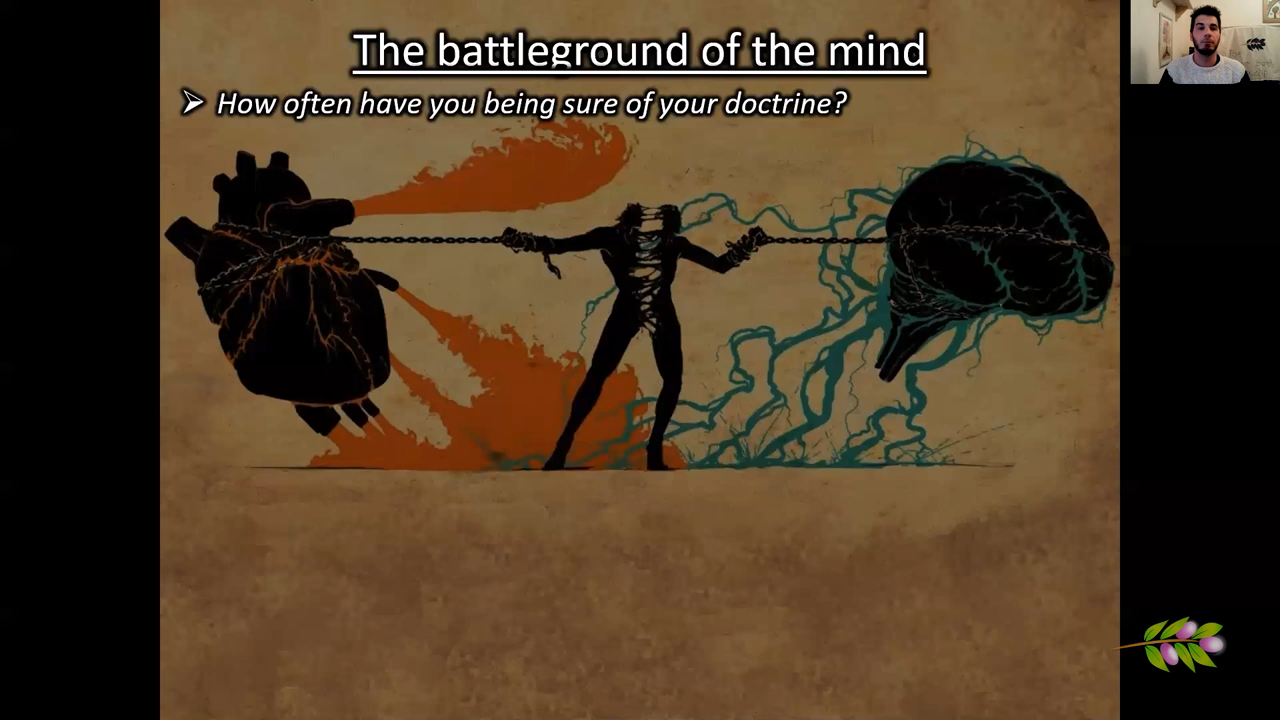 The battleground of the mind
How often have you being sure of your doctrine?